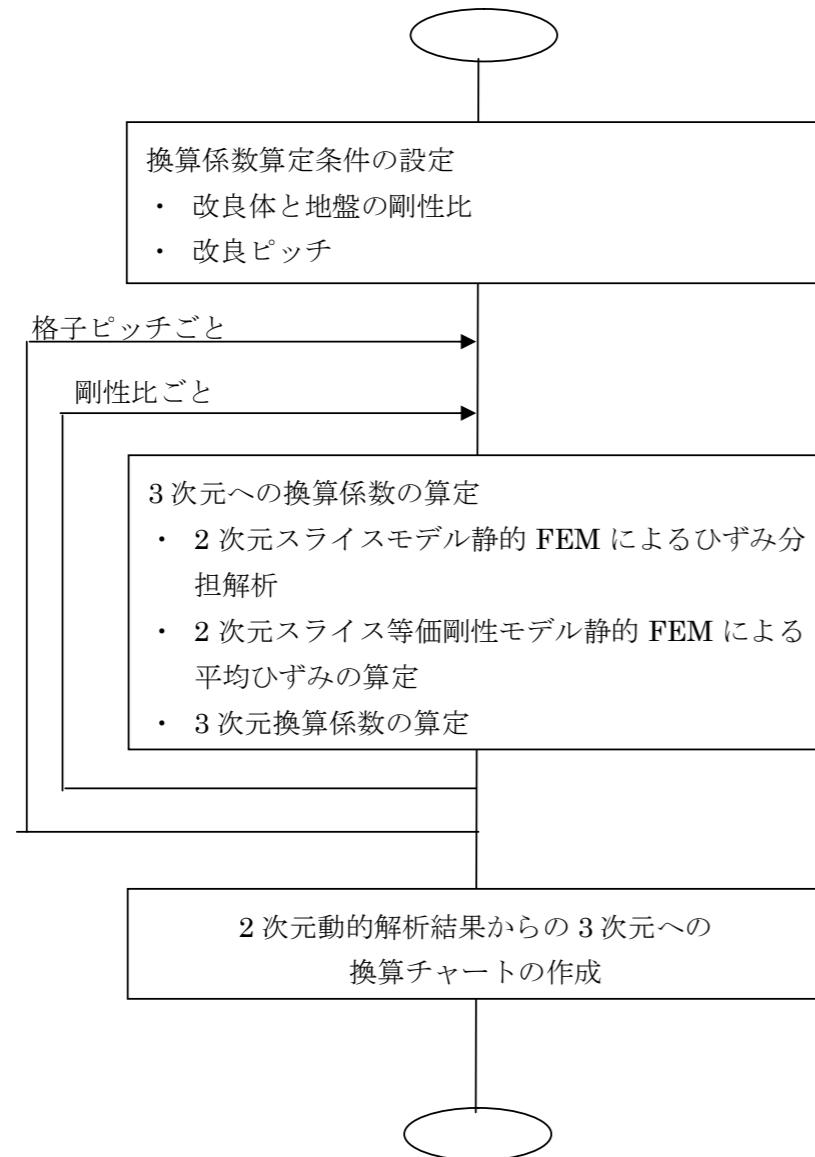 換算係数算定条件の設定
・ 改良体と地盤の剛性比
・ 改良ピッチ
格子ピッチごと
剛性比ごと
3 次元への換算係数の算定
・ 2 次元スライスモデル静的 FEM によるひずみ分
担解析
・ 2 次元スライス等価剛性モデル静的 FEM による
平均ひずみの算定
・ 3 次元換算係数の算定
2 次元動的解析結果からの 3 次元への
換算チャートの作成